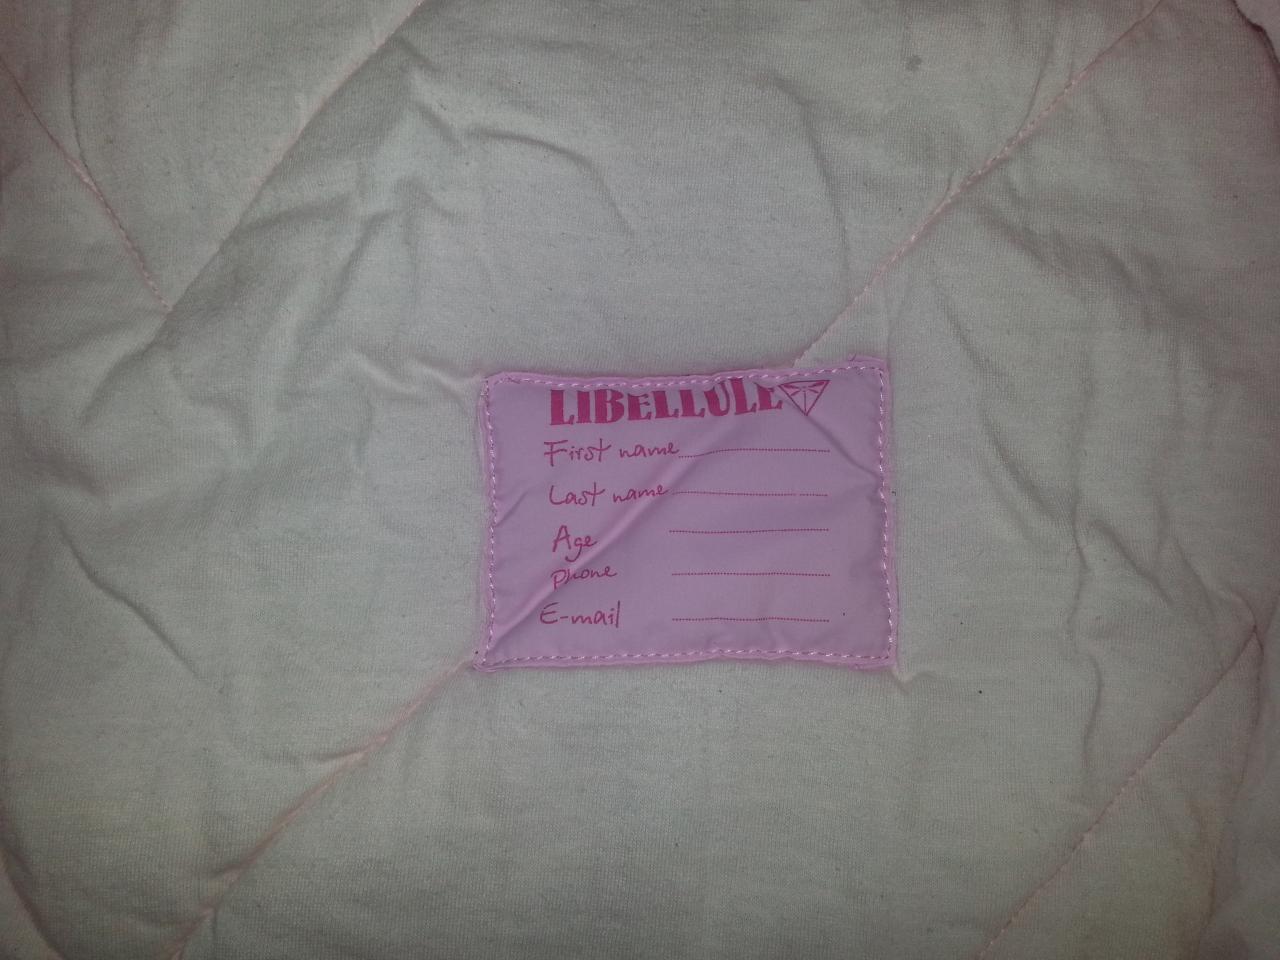 LIBELLULE
First name
Last name
Age
phone
E-mail